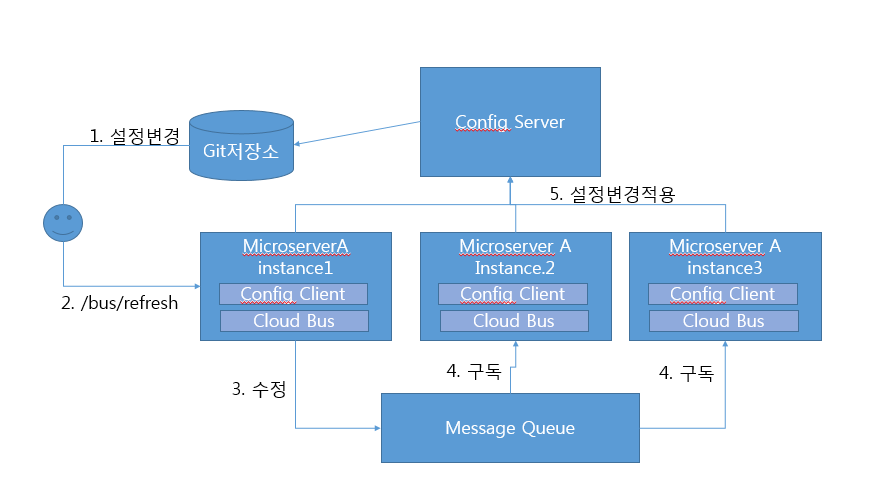 Config Server
1. 설정변경
Git저장소
5. 설정변경적용
MicroserverA
instance1
Config Client
Cloud Bus
Microserver A
Instance.2
Config Client
Cloud Bus
Microserver A
instance3
Config Client
Cloud Bus
2. /bus/refresh
3. 수정
4. 구독
4. 구독
Message Queue